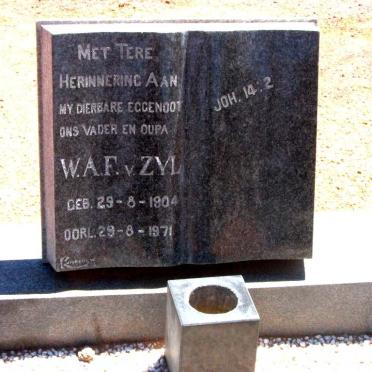 MET TERE
HERINNERING AAN
MY DIERBARE EGGENOOT
ONS VADER EN OUPA
W.A.F. v. ZYL
GEB. 29-8-1904
OORL. 29-8-1971
JOH. 14:2